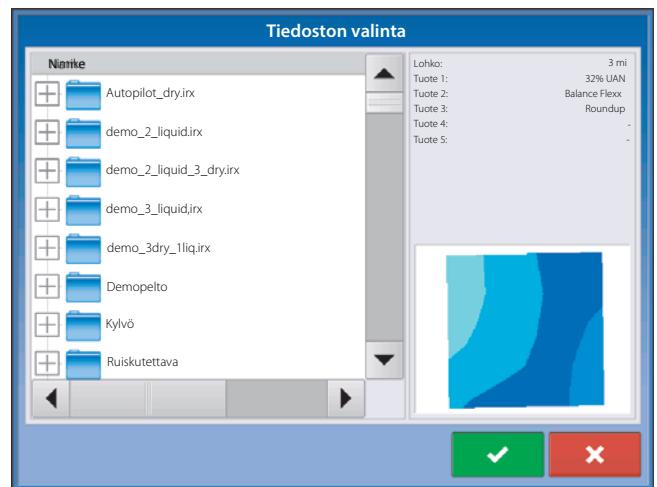 Tiedoston valinta
Nimike
Autopilot_dry.irx
demo_2_liquid.irx
demo_2_liquid_3_dry.irx
demo_3_liquid,irx
demo_3dry_1liq.irx
Demopelto
Kylvö
Ruiskutettava
Lohko: 3 mi
Tuote 1: 32% UAN
Tuote 2: Balance Flexx
Tuote 3: Roundup
Tuote 4: -
Tuote 5: -